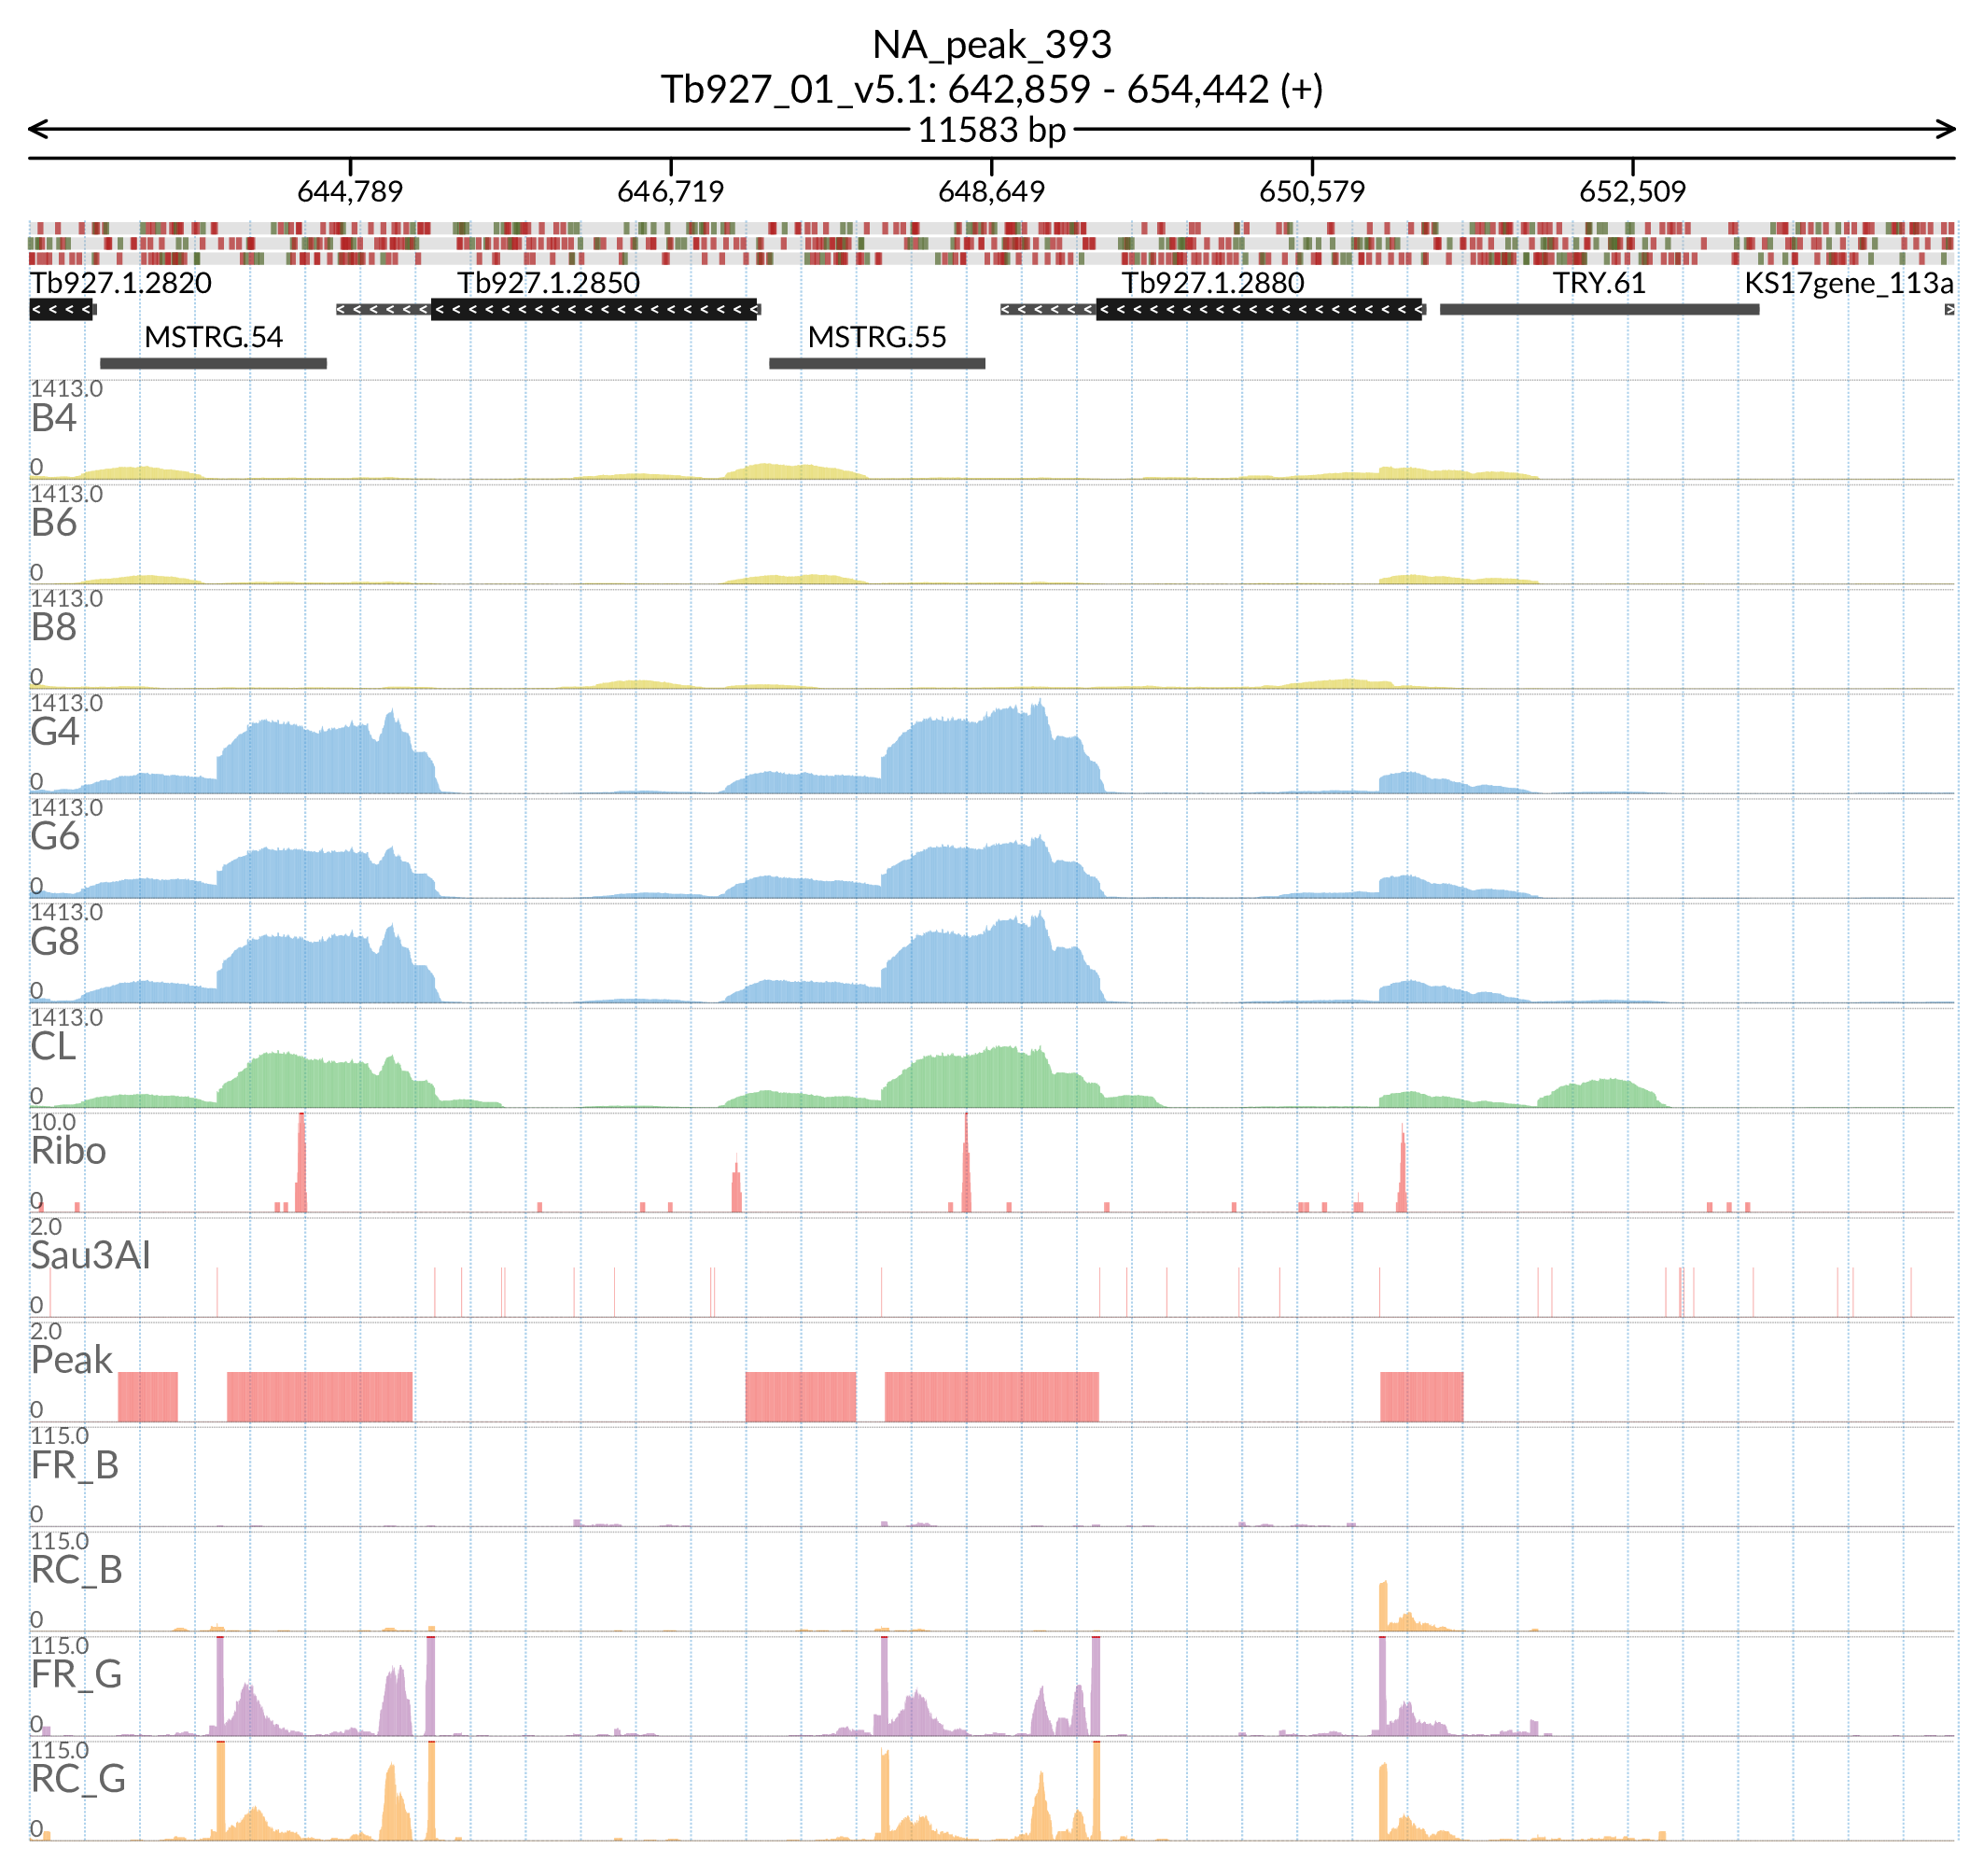 NA_peak_393
Tb927_01_v5.1: 642,859 - 654,442 (+)
11583 bp
644,789 646,719 648,649 650,579 652,509
Tb927.1.2820 Tb927.1.2850 Tb927.1.2880 TRY.61 KS17gene_113a
MSTRG.54 MSTRG.55
1413.0
B4
0
1413.0
B6
0
1413.0
B8
0
1413.0
G4
0
1413.0
G6
0
1413.0
G8
0
1413.0
CL
0
10.0
Ribo
0
2.0
Sau3AI
0
2.0
Peak
0
115.0
FR_B
0
115.0
RC_B
0
115.0
FR_G
0
115.0
RC_G
0